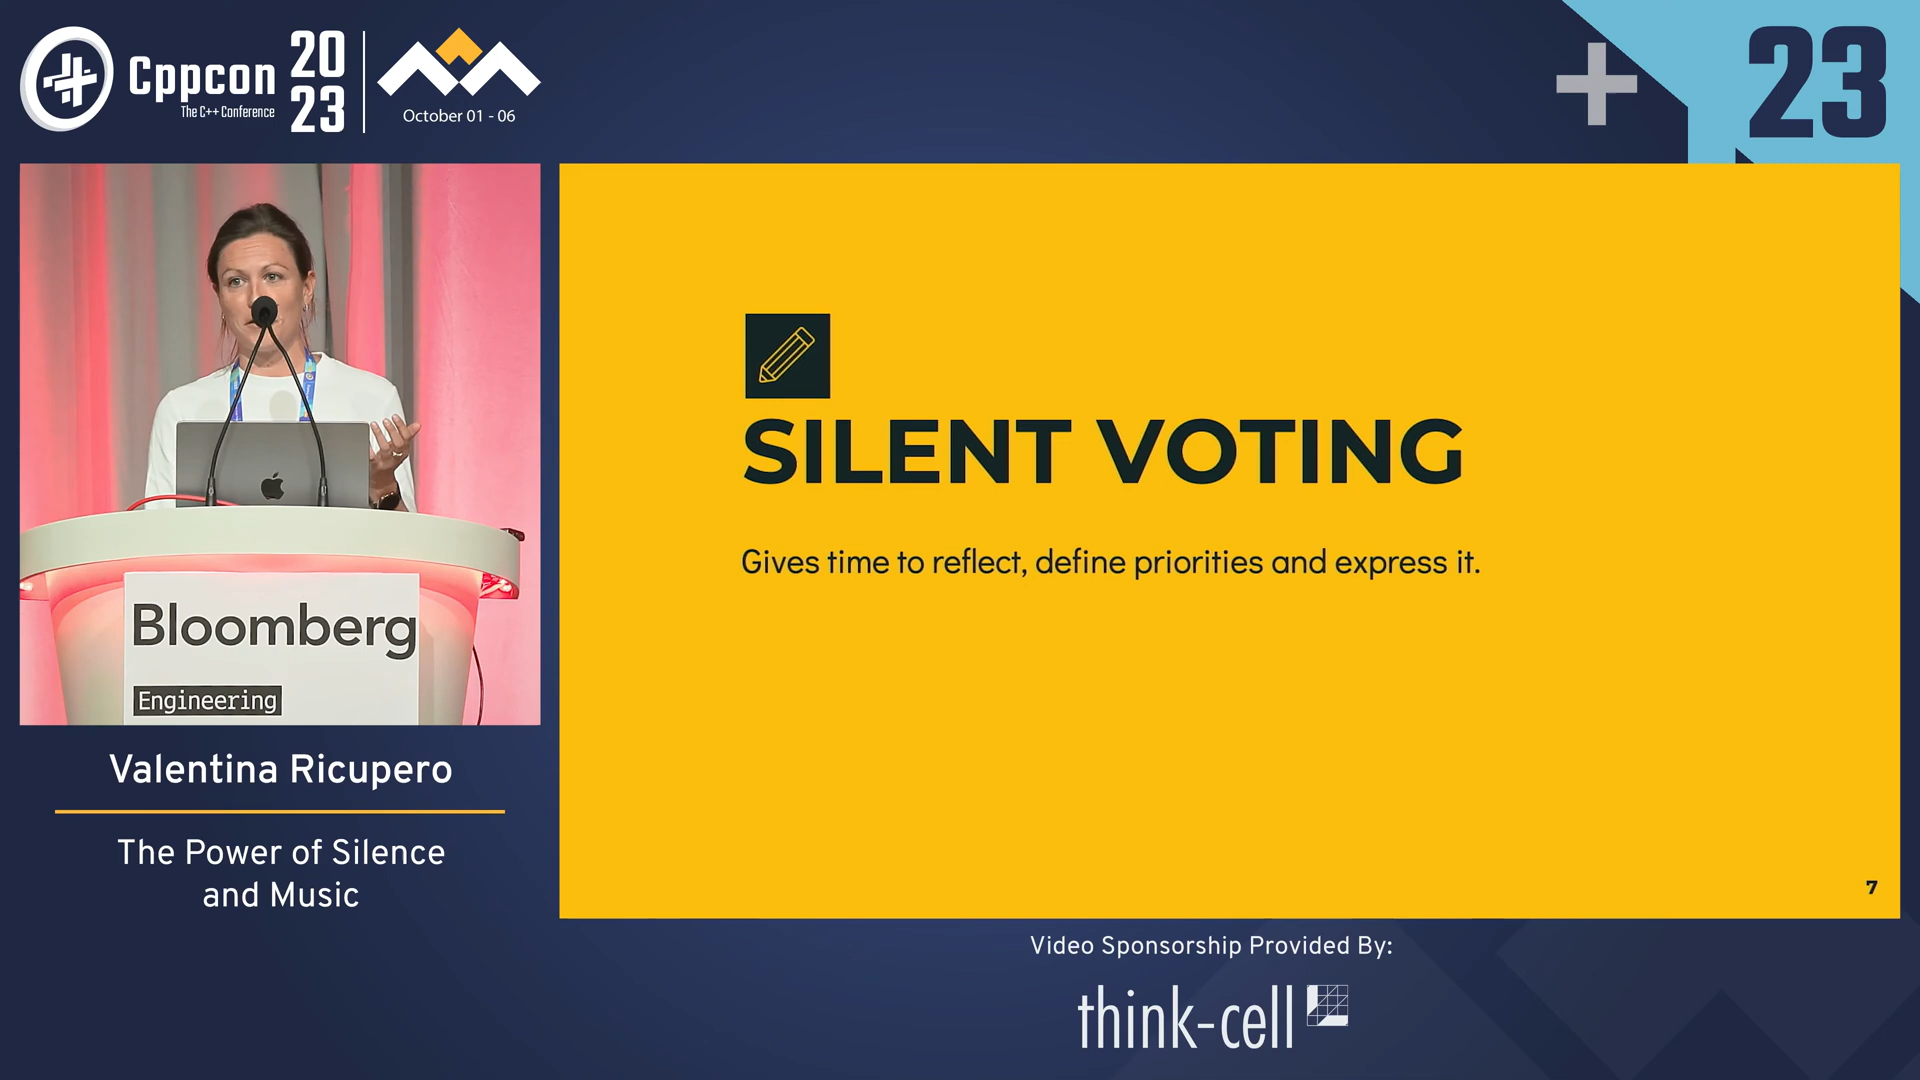 Cppcon
The C++ Conference
20
23
October 01 - 06
23
SILENT VOTING
Gives time to reflect, define priorities and express it.
7
Bloomberg
Engineering
Valentina Ricupero
The Power of Silence
and Music
Video Sponsorship Provided By:
think-cell